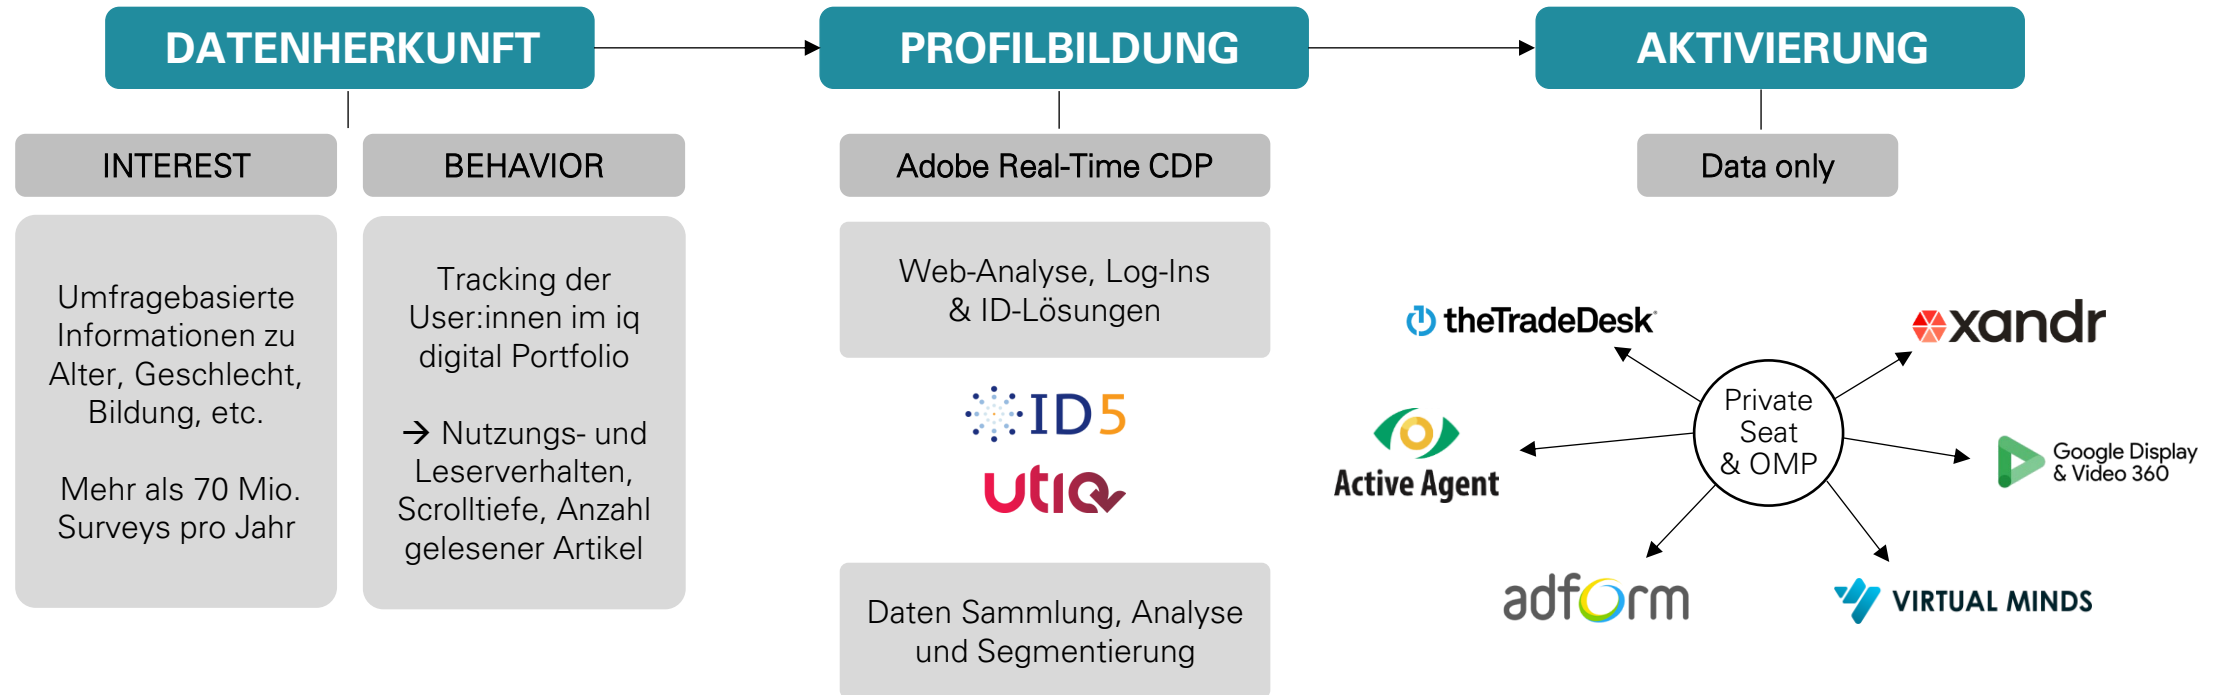 DATENHERKUNFT
PROFILBILDUNG
AKTIVIERUNG
INTEREST
BEHAVIOR
Adobe Real-Time CDP
Data only
Umfragebasierte
Informationen zu
Alter, Geschlecht,
Bildung, etc.
Mehr als 70 Mio.
Surveys pro Jahr
Tracking der
User:innen im iq
digital Portfolio
→ Nutzungs- und
Leserverhalten,
Scrolltiefe, Anzahl
gelesener Artikel
Web-Analyse, Log-Ins
& ID-Lösungen
ID5
utiq
Daten Sammlung, Analyse
und Segmentierung
theTradeDesk
xandr
Private
Seat
& OMP
Active Agent
Google Display
& Video 360
adform
VIRTUAL MINDS